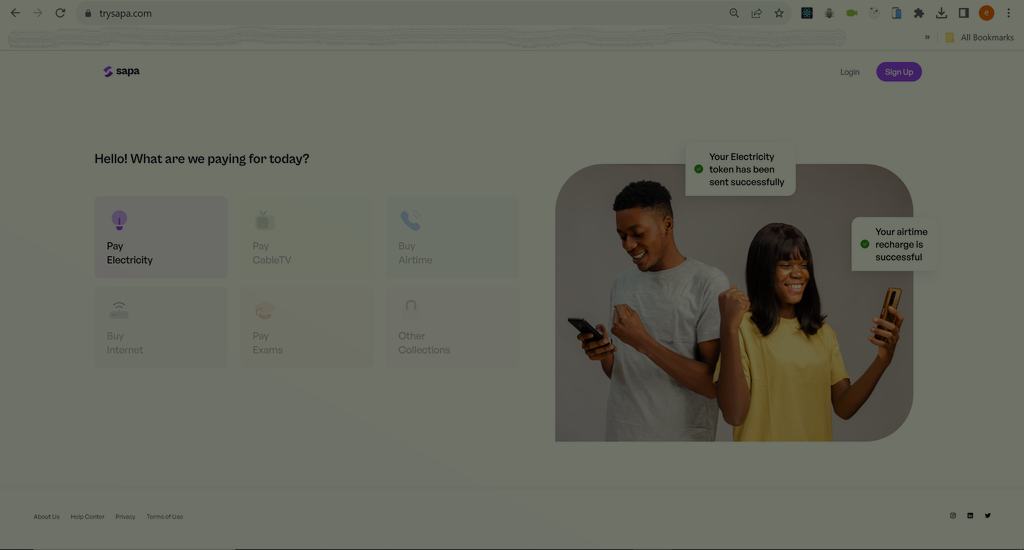 trysapa.com
e
» All Bookmarks
sapa
Login
Sign Up
Hello! What are we paying for today?
Pay
Electricity
Pay
CableTV
Buy
Airtime
Buy
Internet
Pay
Exams
Other
Collections
Your Electricity
token has been
sent successfully
Your airtime
recharge is
successful
About Us Help Center Privacy Terms of Use